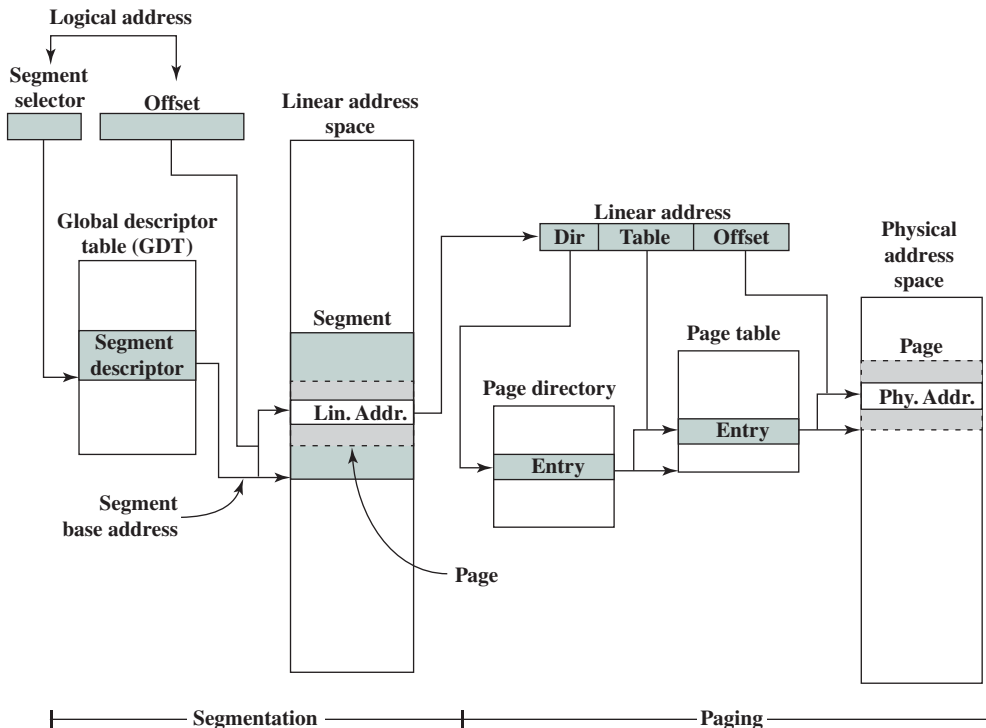 Logical address
Segment
selector
Offset
Linear address
space
Global descriptor
table (GDT)
Segment
descriptor
Segment
Lin. Addr.
Segment
base address
Page
Linear address
Dir
Table
Offset
Page directory
Entry
Page table
Entry
Physical
address
space
Page
Phy. Addr.
Segmentation
Paging